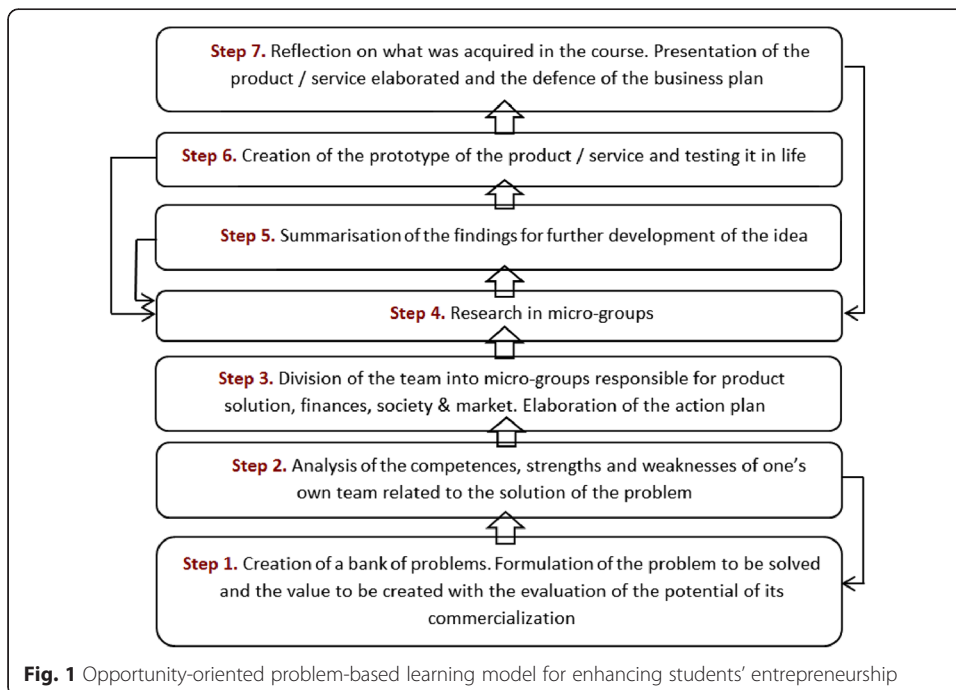 Step 7. Reflection on what was acquired in the course. Presentation of the
product / service elaborated and the defence of the business plan
Step 6. Creation of the prototype of the product / service and testing it in life
Step 5. Summarisation of the findings for further development of the idea
Step 4. Research in micro-groups
Step 3. Division of the team into micro-groups responsible for product
solution, finances, society & market. Elaboration of the action plan
Step 2. Analysis of the competences, strengths and weaknesses of one's
own team related to the solution of the problem
Step 1. Creation of a bank of problems. Formulation of the problem to be solved
and the value to be created with the evaluation of the potential of its
commercialization
Fig. 1 Opportunity-oriented problem-based learning model for enhancing students' entrepreneurship